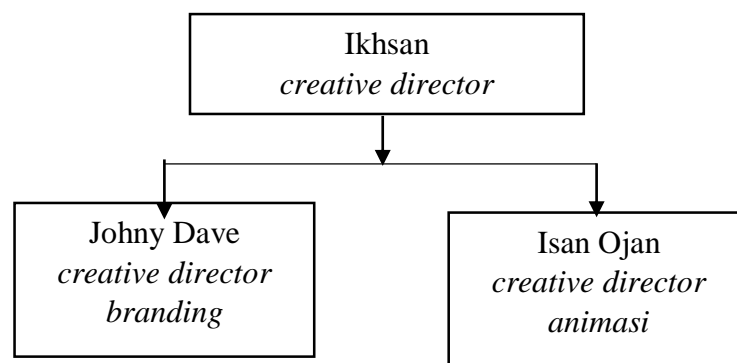 Ikhsan
creative director
Johny Dave
creative director
branding
Isan Ojan
creative director
animasi